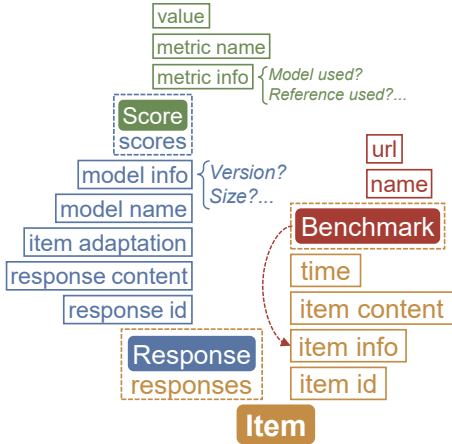 value
metric name
metric info
Model used?
Reference used?...
Score
scores
model info
Version?
Size?...
model name
item adaptation
response content
response id
Response
responses
url
name
Benchmark
time
item content
item info
item id
Item